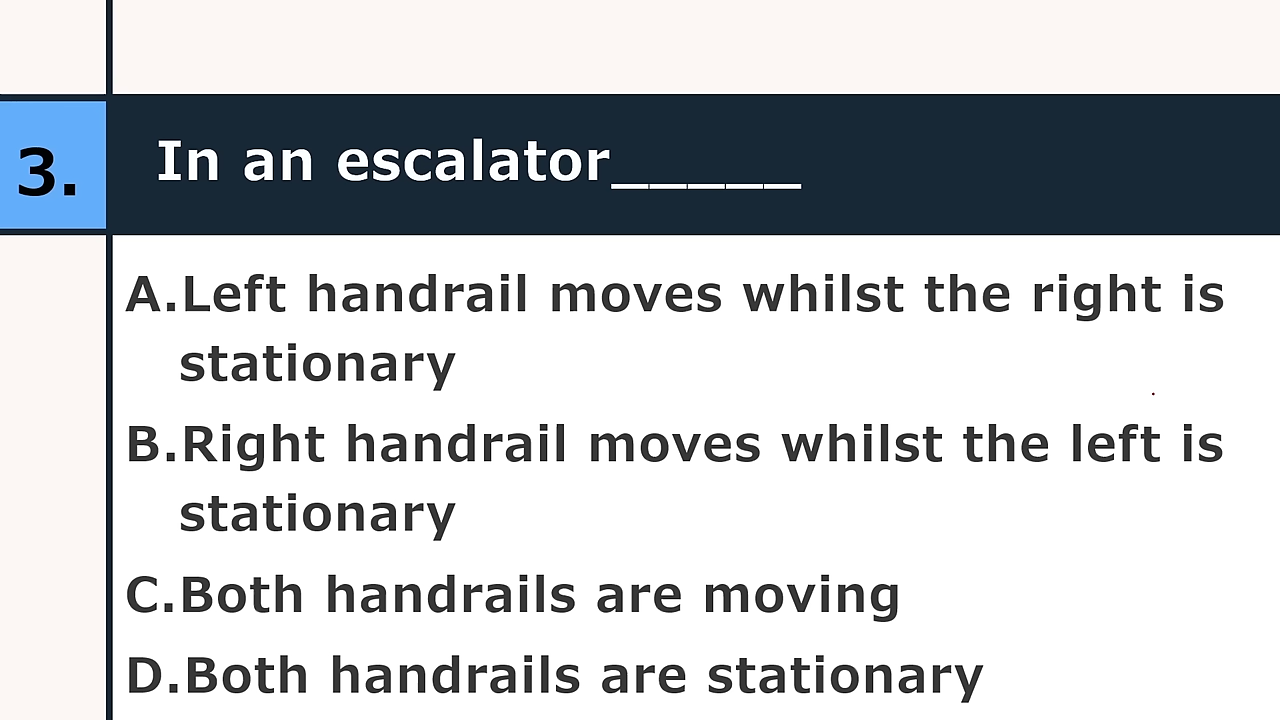 3. In an escalator_____
A.Left handrail moves whilst the right is
stationary
B.Right handrail moves whilst the left is
stationary
C.Both handrails are moving
D.Both handrails are stationary